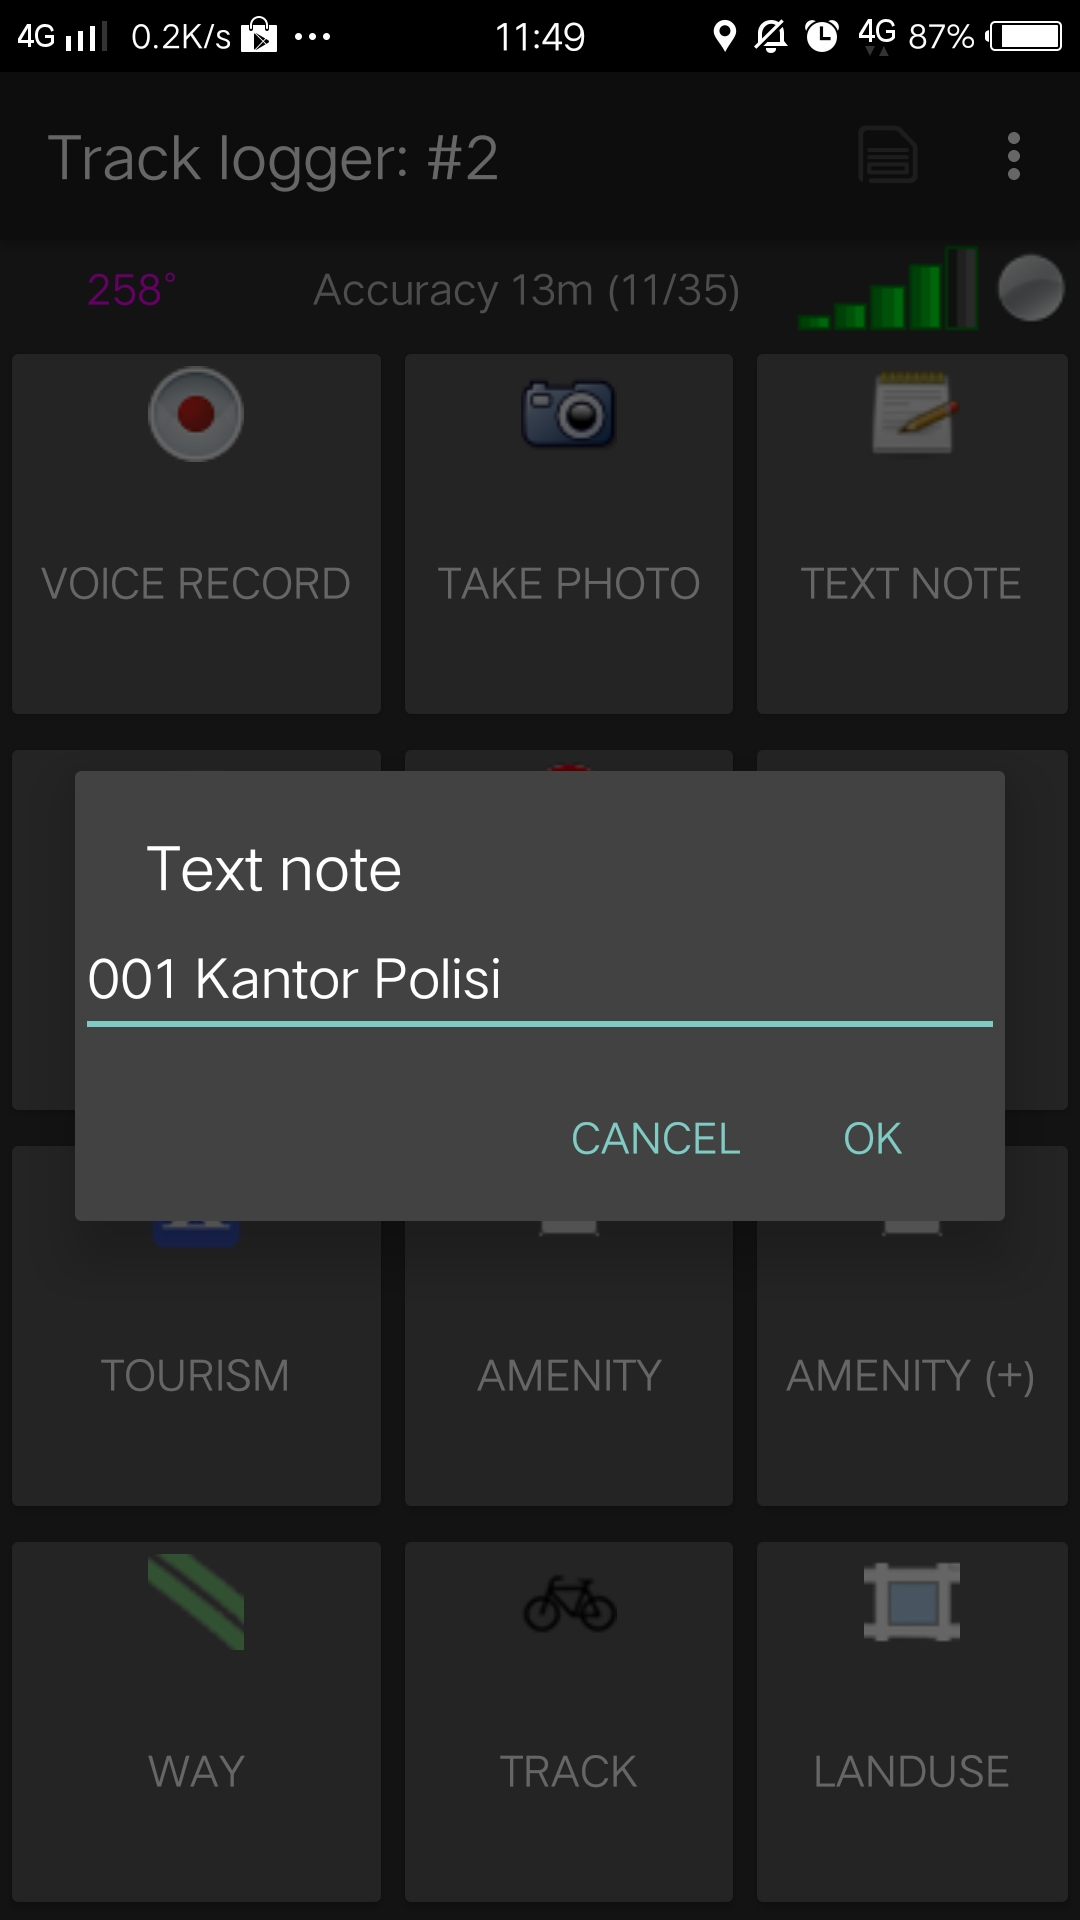 4G 0.2K/s 11:49 4G 87%
Track logger: #2
258° Accuracy 13m (11/35)
VOICE RECORD TAKE PHOTO TEXT NOTE
Text note
001 Kantor Polisi
CANCEL OK
TOURISM AMENITY AMENITY (+)
WAY TRACK LANDUSE